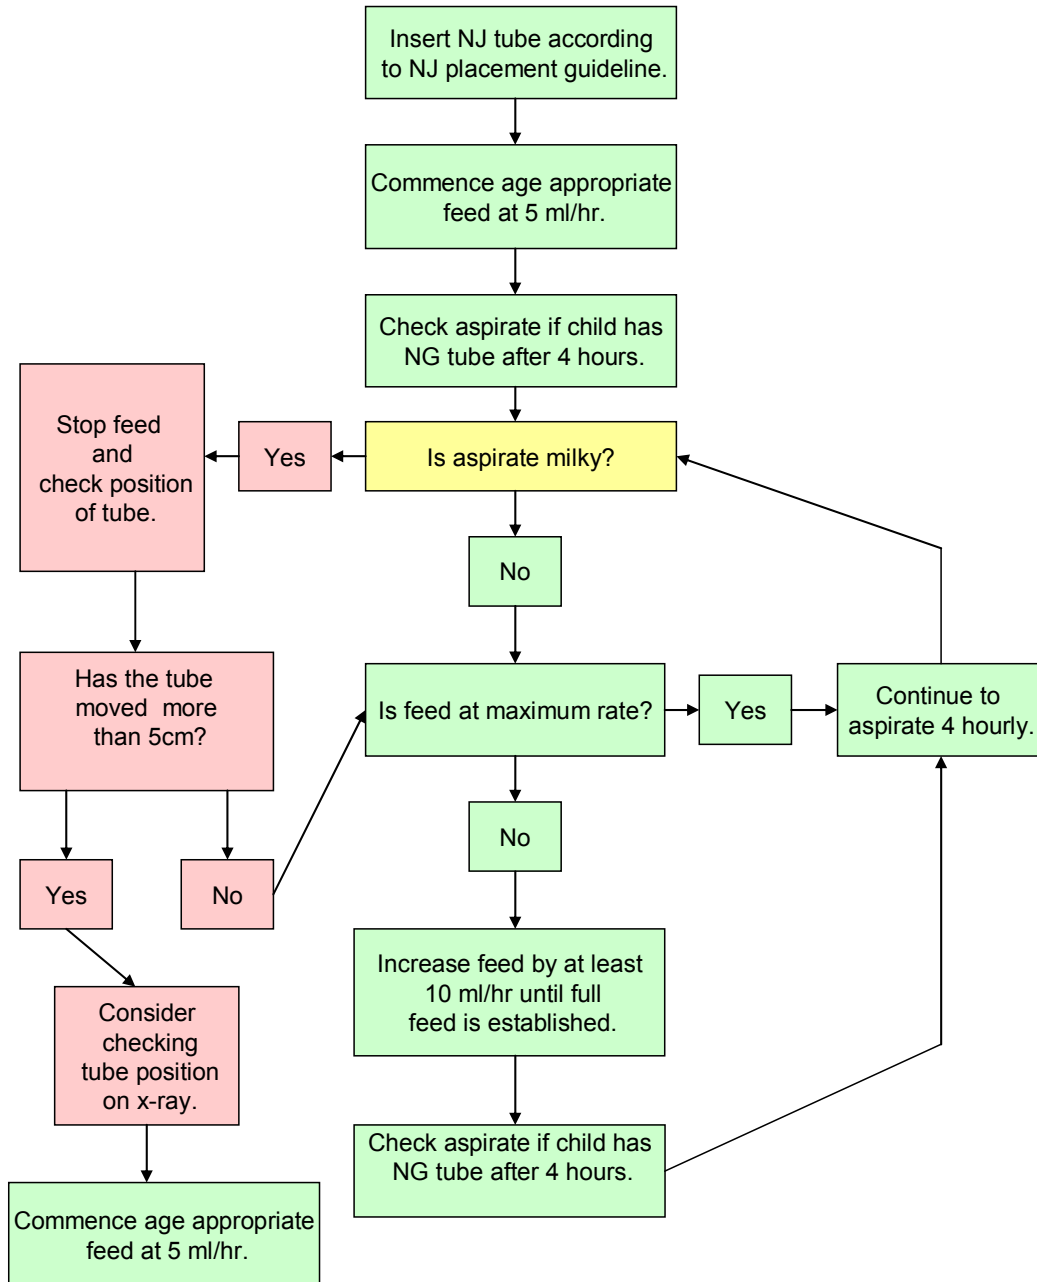 Insert NJ tube according
to NJ placement guideline.
Commence age appropriate
feed at 5 ml/hr.
Check aspirate if child has
NG tube after 4 hours.
Is aspirate milky?
Yes
Stop feed
and
check position
of tube.
Has the tube
moved more
than 5cm?
Yes
No
Consider
checking
tube position
on x-ray.
Commence age appropriate
feed at 5 ml/hr.
No
Is feed at maximum rate?
Yes
Continue to
aspirate 4 hourly.
No
Increase feed by at least
10 ml/hr until full
feed is established.
Check aspirate if child has
NG tube after 4 hours.